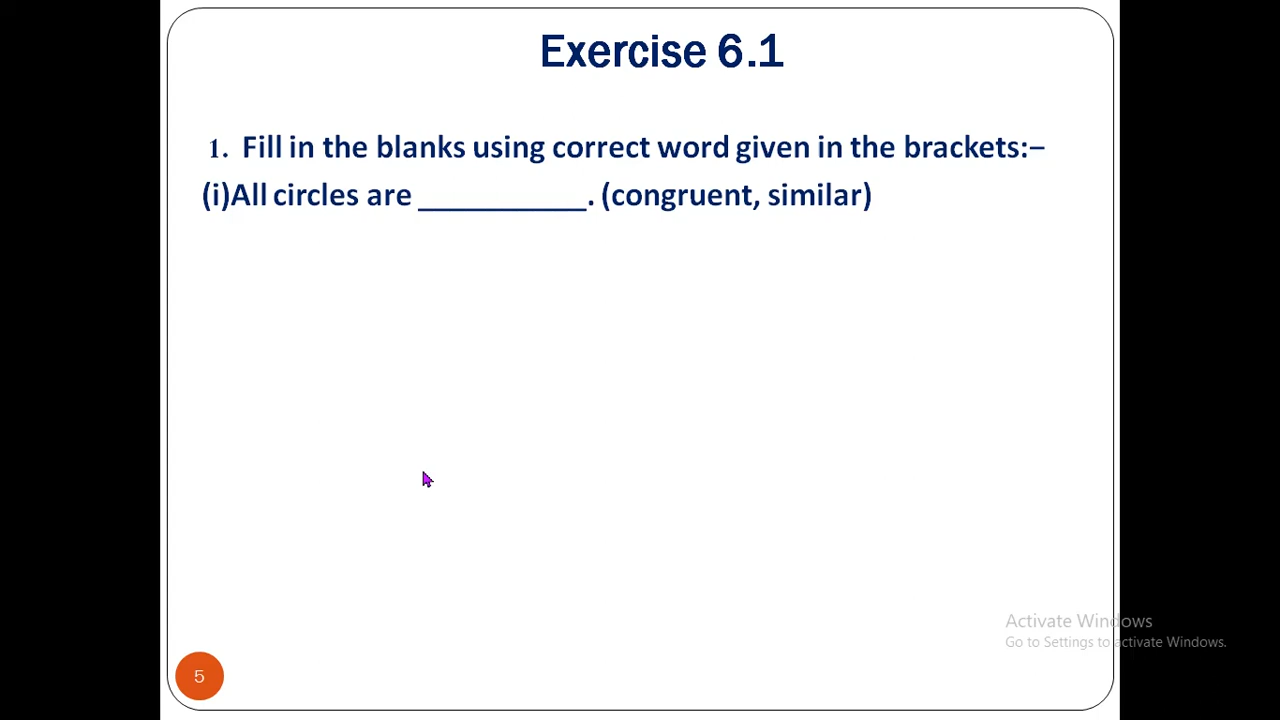 Exercise 6.1
1. Fill in the blanks using correct word given in the brackets:–
(i)All circles are __________. (congruent, similar)
Activate Windows
Go to Settings to activate Windows.
5